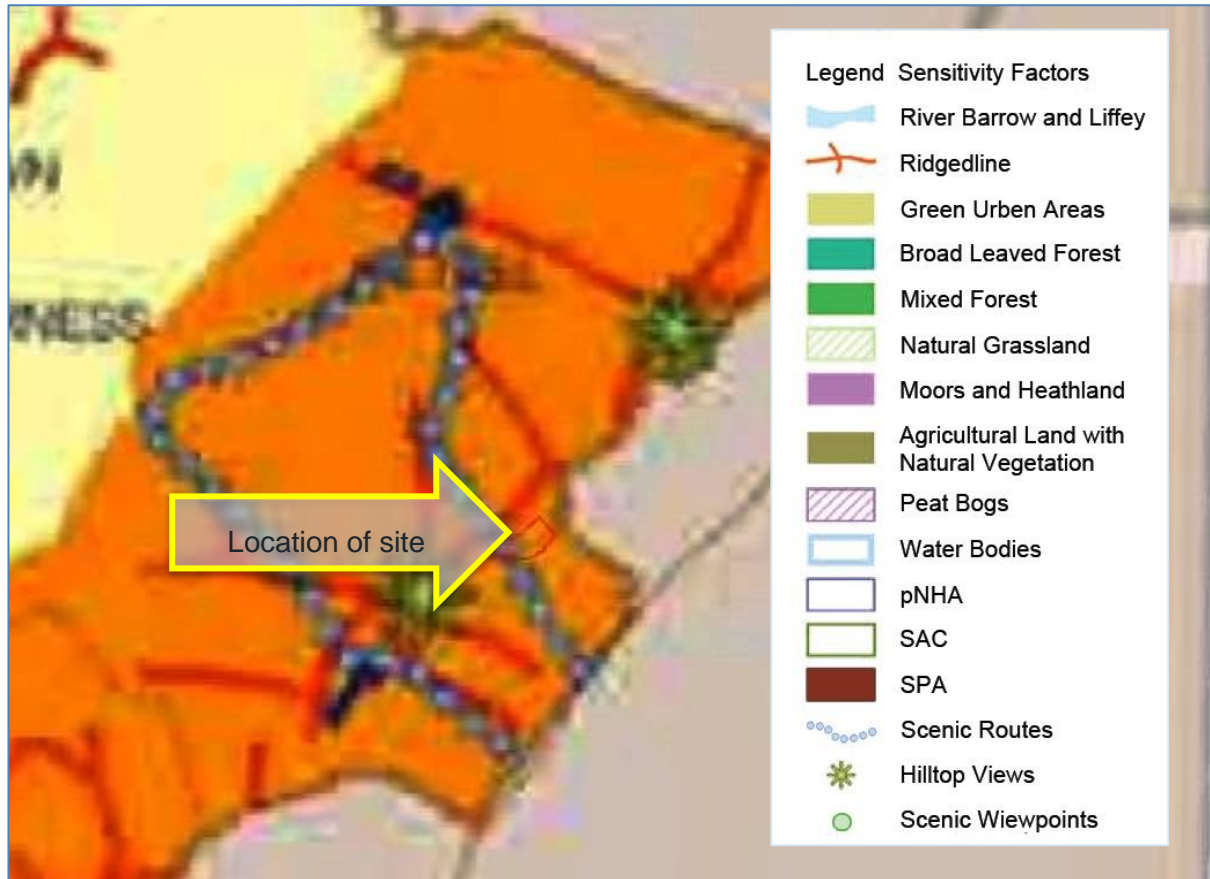 Legend Sensitivity Factors
River Barrow and Liffey
Ridgedline
Green Urben Areas
Broad Leaved Forest
Mixed Forest
Natural Grassland
Moors and Heathland
Agricultural Land with
Natural Vegetation
Peat Bogs
Water Bodies
pNHA
SAC
SPA
Scenic Routes
Hilltop Views
Scenic Wiewpoints
Location of site